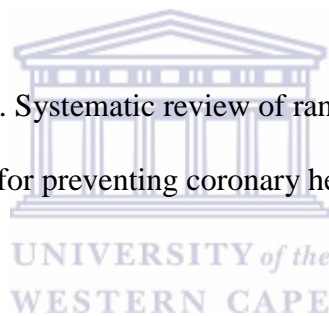 . Systematic review of ran
for preventing coronary he
UNIVERSITY of the
WESTERN CAPE